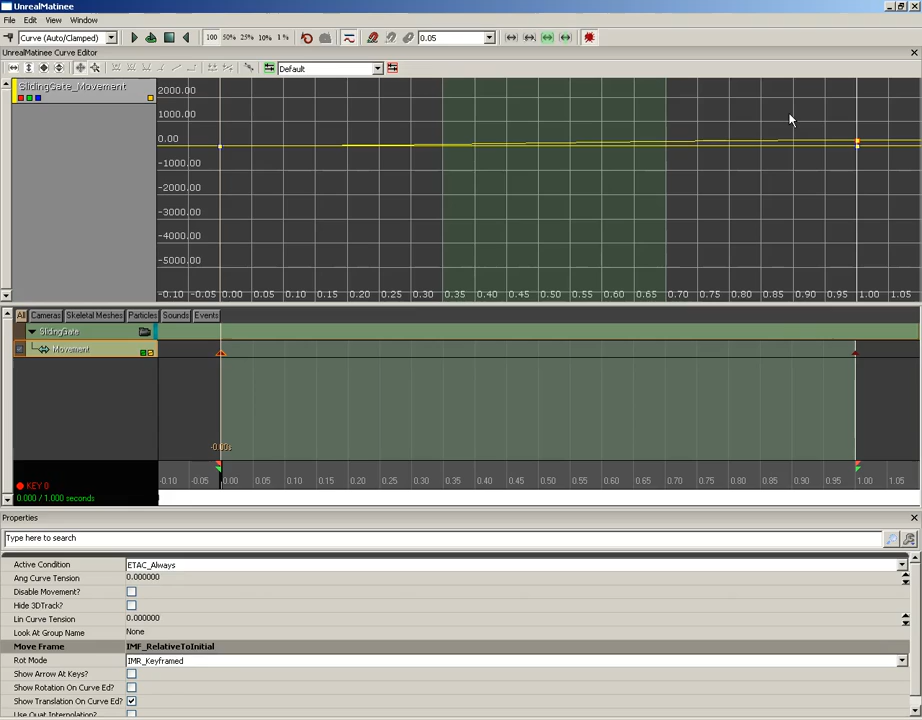 UnrealMatinee
File Edit View Window
Curve (Auto/Clamped) 100 50% 25% 10% 1% 0.05
UnrealMatinee Curve Editor
Default
SlidingGate_Movement
2000.00
1000.00
0.00
-1000.00
-2000.00
-3000.00
-4000.00
-5000.00
-0.10 -0.05 0.00 0.05 0.10 0.15 0.20 0.25 0.30 0.35 0.40 0.45 0.50 0.55 0.60 0.65 0.70 0.75 0.80 0.85 0.90 0.95 1.00 1.05
All Cameras Skeletal Meshes Particles Sounds Events
SlidingGate
Movement
-0.00s
KEY 0
0.000 / 1.000 seconds
-0.10 -0.05 0.00 0.05 0.10 0.15 0.20 0.25 0.30 0.35 0.40 0.45 0.50 0.55 0.60 0.65 0.70 0.75 0.80 0.85 0.90 0.95 1.00 1.05
Properties
Type here to search
Active Condition ETAC_Always
Ang Curve Tension 0.000000
Disable Movement?
Hide 3DTrack?
Lin Curve Tension 0.000000
Look At Group Name None
Move Frame IMF_RelativeToInitial
Rot Mode IMR_Keyframed
Show Arrow At Keys?
Show Rotation On Curve Ed?
Show Translation On Curve Ed?
Use Quat Interpolation?